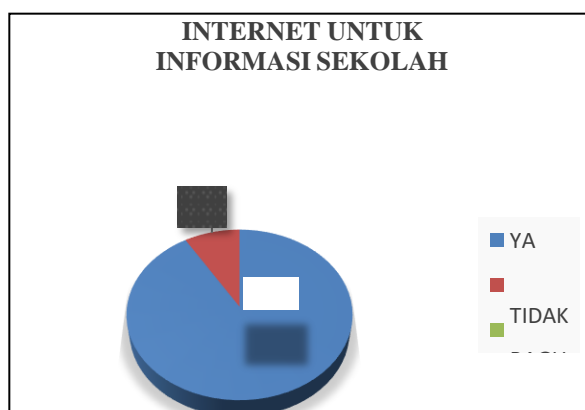 INTERNET UNTUK
INFORMASI SEKOLAH
YA
TIDAK